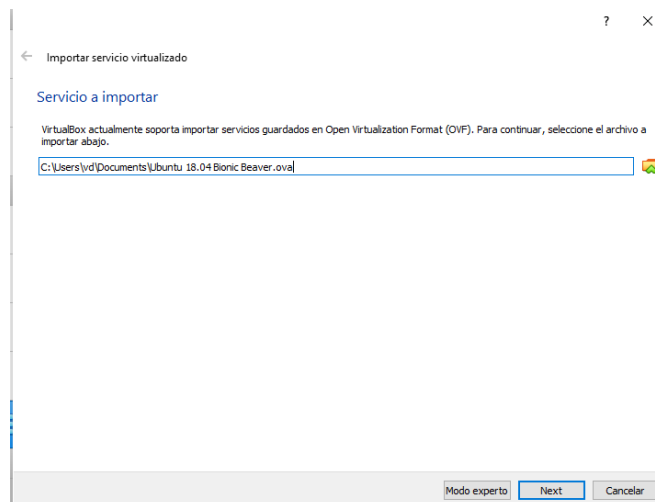 ?
Importar servicio virtualizado
Servicio a importar
VirtualBox actualmente soporta importar servicios guardados en Open Virtualization Format (OVF). Para continuar, seleccione el archivo a
importar abajo.
C:\Users\vd\Documents\Ubuntu 18.04 Bionic Beaver.ova
Modo experto Next Cancelar